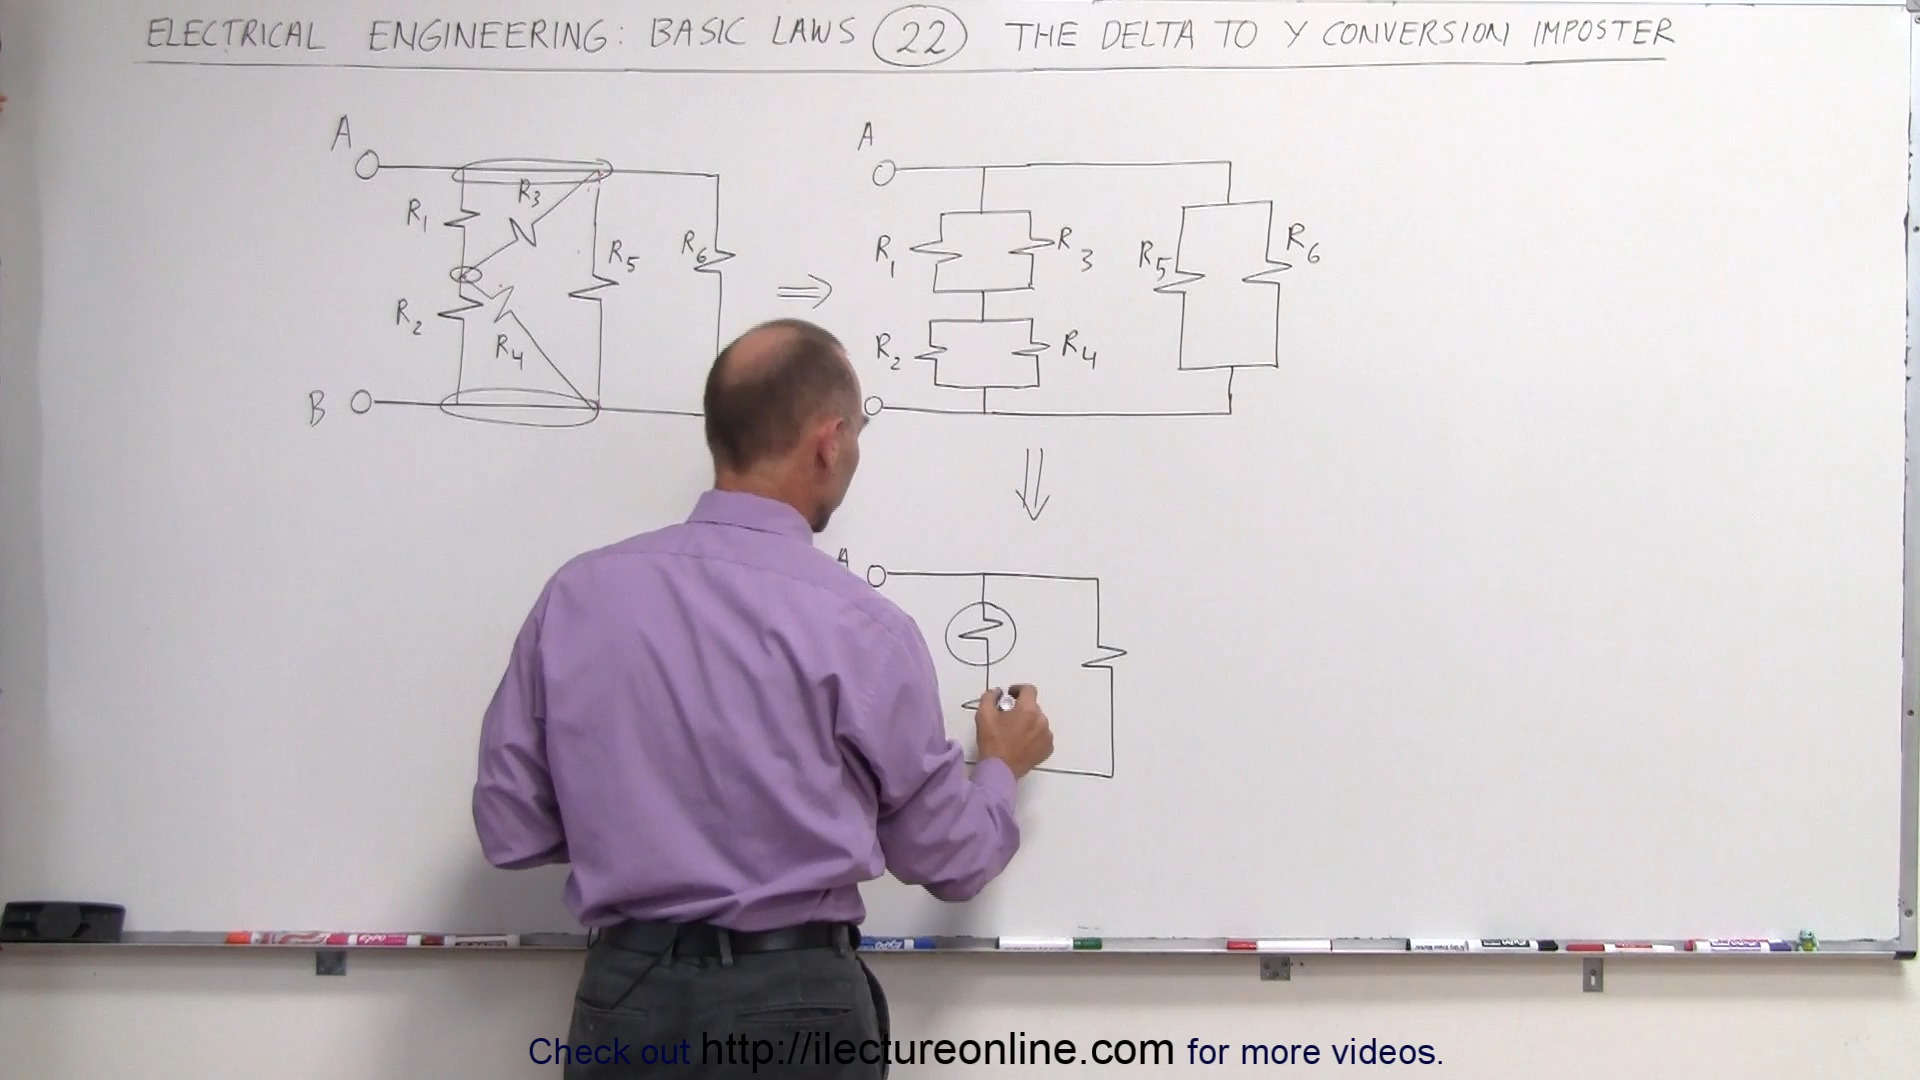 ELECTRICAL ENGINEERING: BASIC LAWS 22 THE DELTA TO Y CONVERSION IMPOSTER
A
R3
R1
R5
R6
R2
R4
B
A
R1
R3
R5
R6
R2
R4
A
Check out http://ilectureonline.com for more videos.